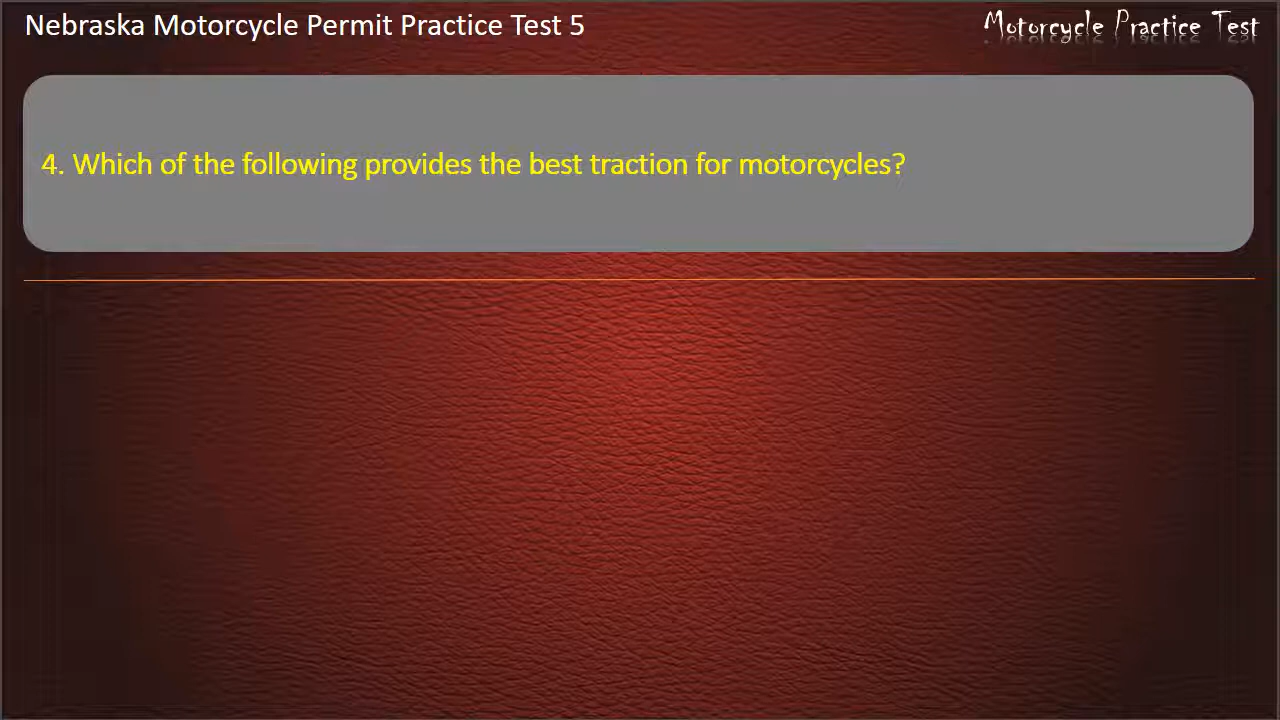 Nebraska Motorcycle Permit Practice Test 5
Motorcycle Practice Test
4. Which of the following provides the best traction for motorcycles?